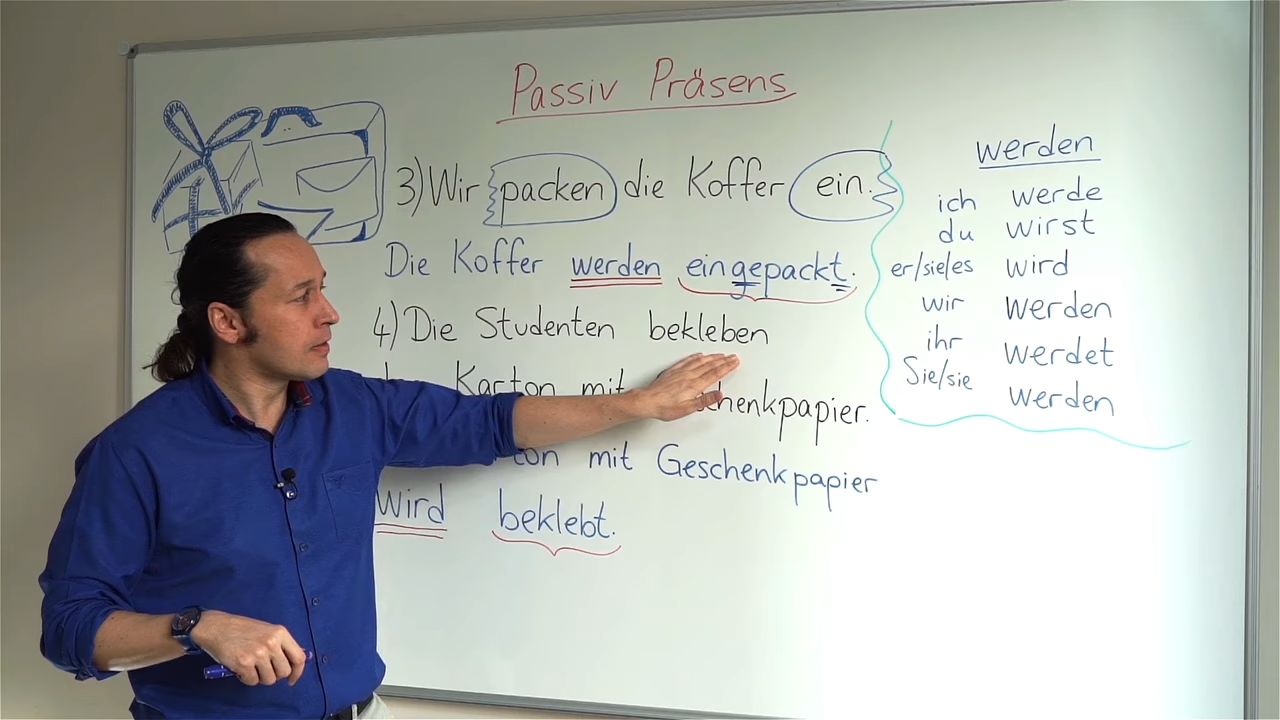 Passiv Präsens
3) Wir packen die Koffer ein.
Die Koffer werden eingepackt.
4) Die Studenten bekleben
Karton mit
papier.
mit Geschenkpapier
wird beklebt.
werden
ich werde
du wirst
er/sie/es wird
wir werden
ihr werdet
Sie/sie werden